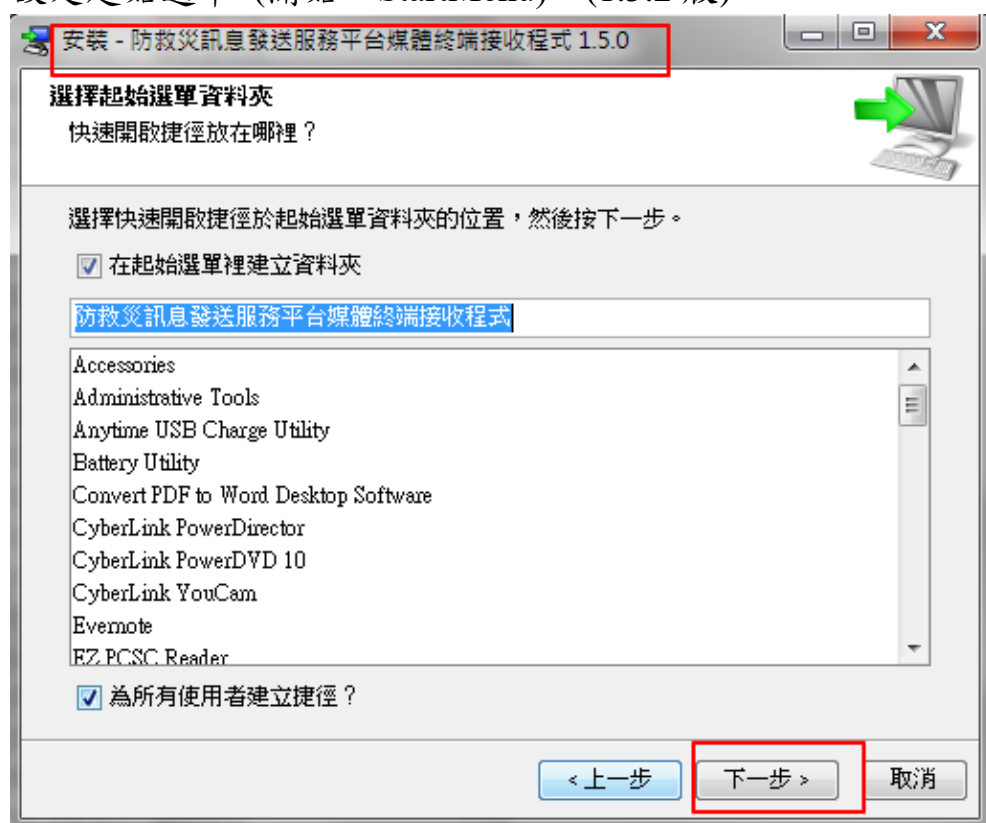 安裝 - 防救災訊息發送服務平台媒體終端接收程式 1.5.0
選擇起始選單資料夾
快速開啟捷徑放在哪裡？
選擇快速開啟捷徑於起始選單資料夾的位置，然後按下一步。
在起始選單裡建立資料夾
防救災訊息發送服務平台媒體終端接收程式
Accessories
Administrative Tools
Anytime USB Charge Utility
Battery Utility
Convert PDF to Word Desktop Software
CyberLink PowerDirector
CyberLink PowerDVD 10
CyberLink YouCam
Evernote
EZ PCSC Reader
為所有使用者建立捷徑？
<上一步 下一步> 取消